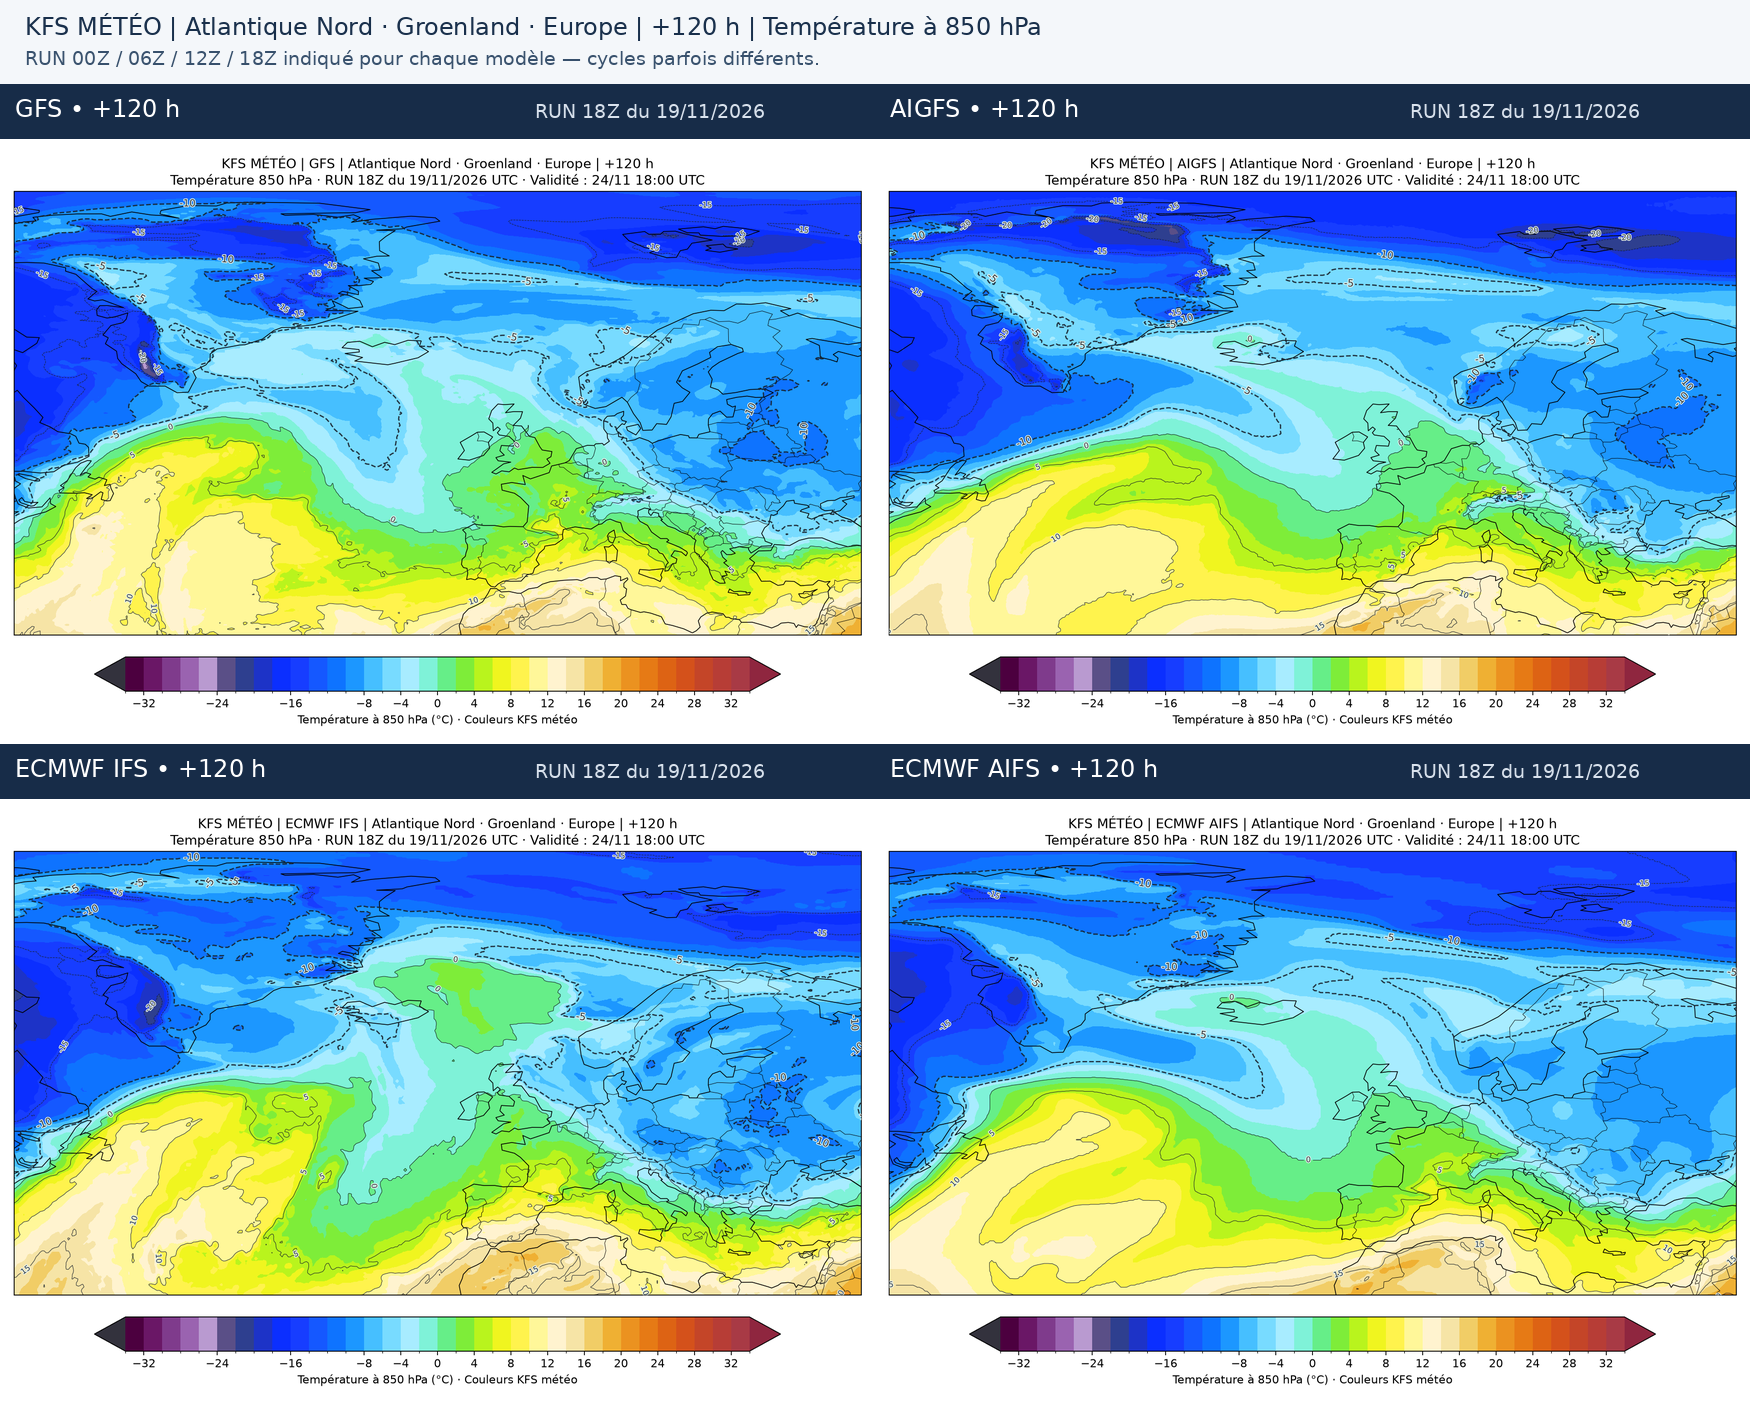 KFS MÉTÉO | Atlantique Nord · Groenland · Europe | +120 h | Température à 850 hPa
RUN 00Z / 06Z / 12Z / 18Z indiqué pour chaque modèle — cycles parfois différents.
GFS • +120 h
RUN 18Z du 19/11/2026
KFS MÉTÉO | GFS | Atlantique Nord · Groenland · Europe | +120 h
Température 850 hPa · RUN 18Z du 19/11/2026 UTC · Validité : 24/11 18:00 UTC
−32 −24 −16 −8 −4 0 4 8 12 16 20 24 28 32
Température à 850 hPa (°C) · Couleurs KFS météo
AIGFS • +120 h
RUN 18Z du 19/11/2026
KFS MÉTÉO | AIGFS | Atlantique Nord · Groenland · Europe | +120 h
Température 850 hPa · RUN 18Z du 19/11/2026 UTC · Validité : 24/11 18:00 UTC
−32 −24 −16 −8 −4 0 4 8 12 16 20 24 28 32
Température à 850 hPa (°C) · Couleurs KFS météo
ECMWF IFS • +120 h
RUN 18Z du 19/11/2026
KFS MÉTÉO | ECMWF IFS | Atlantique Nord · Groenland · Europe | +120 h
Température 850 hPa · RUN 18Z du 19/11/2026 UTC · Validité : 24/11 18:00 UTC
−32 −24 −16 −8 −4 0 4 8 12 16 20 24 28 32
Température à 850 hPa (°C) · Couleurs KFS météo
ECMWF AIFS • +120 h
RUN 18Z du 19/11/2026
KFS MÉTÉO | ECMWF AIFS | Atlantique Nord · Groenland · Europe | +120 h
Température 850 hPa · RUN 18Z du 19/11/2026 UTC · Validité : 24/11 18:00 UTC
−32 −24 −16 −8 −4 0 4 8 12 16 20 24 28 32
Température à 850 hPa (°C) · Couleurs KFS météo